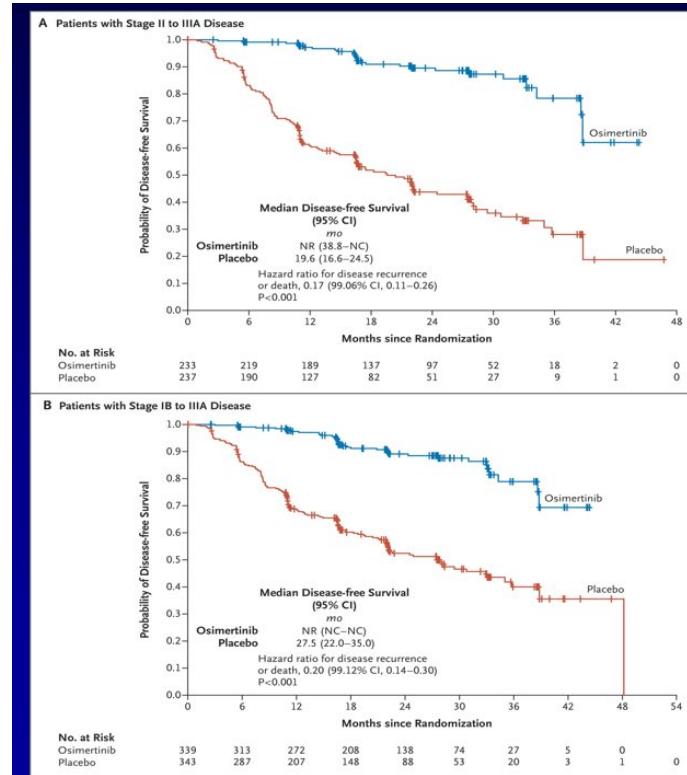 A Patients with Stage II to IIIA Disease
Probability of Disease-free Survival
1.0
0.9
0.8
0.7
0.6
0.5
0.4
0.3
0.2
0.1
0.0
Osimertinib
Placebo
Median Disease-free Survival
(95% CI)
mo
Osimertinib NR (38.8–NC)
Placebo 19.6 (16.6–24.5)
Hazard ratio for disease recurrence
or death, 0.17 (99.06% CI, 0.11–0.26)
P<0.001
0 6 12 18 24 30 36 42 48
Months since Randomization
No. at Risk
Osimertinib 233 219 189 137 97 52 18 2 0
Placebo 237 190 127 82 51 27 9 1 0
B Patients with Stage IB to IIIA Disease
Probability of Disease-free Survival
1.0
0.9
0.8
0.7
0.6
0.5
0.4
0.3
0.2
0.1
0.0
Osimertinib
Placebo
Median Disease-free Survival
(95% CI)
mo
Osimertinib NR (NC–NC)
Placebo 27.5 (22.0–35.0)
Hazard ratio for disease recurrence
or death, 0.20 (99.12% CI, 0.14–0.30)
P<0.001
0 6 12 18 24 30 36 42 48 54
Months since Randomization
No. at Risk
Osimertinib 339 313 272 208 138 74 27 5 0
Placebo 343 287 207 148 88 53 20 3 1 0